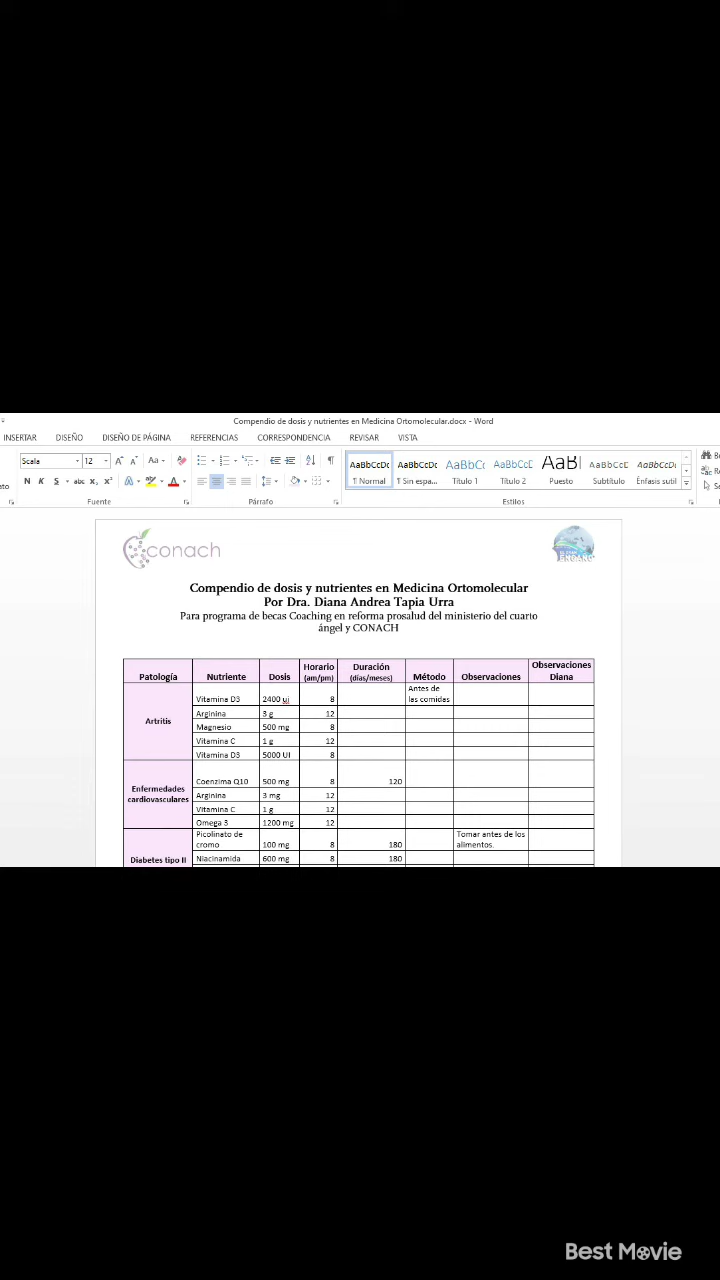 Compendio de dosis y nutrientes en Medicina Ortomolecular.docx - Word
INSERTAR DISEÑO DISEÑO DE PÁGINA REFERENCIAS CORRESPONDENCIA REVISAR VISTA
Scala 12 Aa
N K S abc X₂ X²
AaBbCcDc AaBbCcDc AaBbCc AaBbCcC AaB AaBbCcE AaBbCcDc
¶ Normal ¶ Sin espa... Título 1 Título 2 Puesto Subtítulo Énfasis sutil
Fuente Párrafo Estilos
conach
Compendio de dosis y nutrientes en Medicina Ortomolecular
Por Dra. Diana Andrea Tapia Urra
Para programa de becas Coaching en reforma prosalud del ministerio del cuarto
ángel y CONACH
Patología Nutriente Dosis Horario (am/pm) Duración (días/meses) Método Observaciones Observaciones Diana
Artritis
Vitamina D3 2400 ui 8 Antes de las comidas
Arginina 3 g 12
Magnesio 500 mg 8
Vitamina C 1 g 12
Vitamina D3 5000 UI 8
Enfermedades cardiovasculares
Coenzima Q10 500 mg 8 120
Arginina 3 mg 12
Vitamina C 1 g 12
Omega 3 1200 mg 12
Diabetes tipo II
Picolinato de cromo 100 mg 8 180 Tomar antes de los alimentos.
Niacinamida 600 mg 8 180
Best Movie